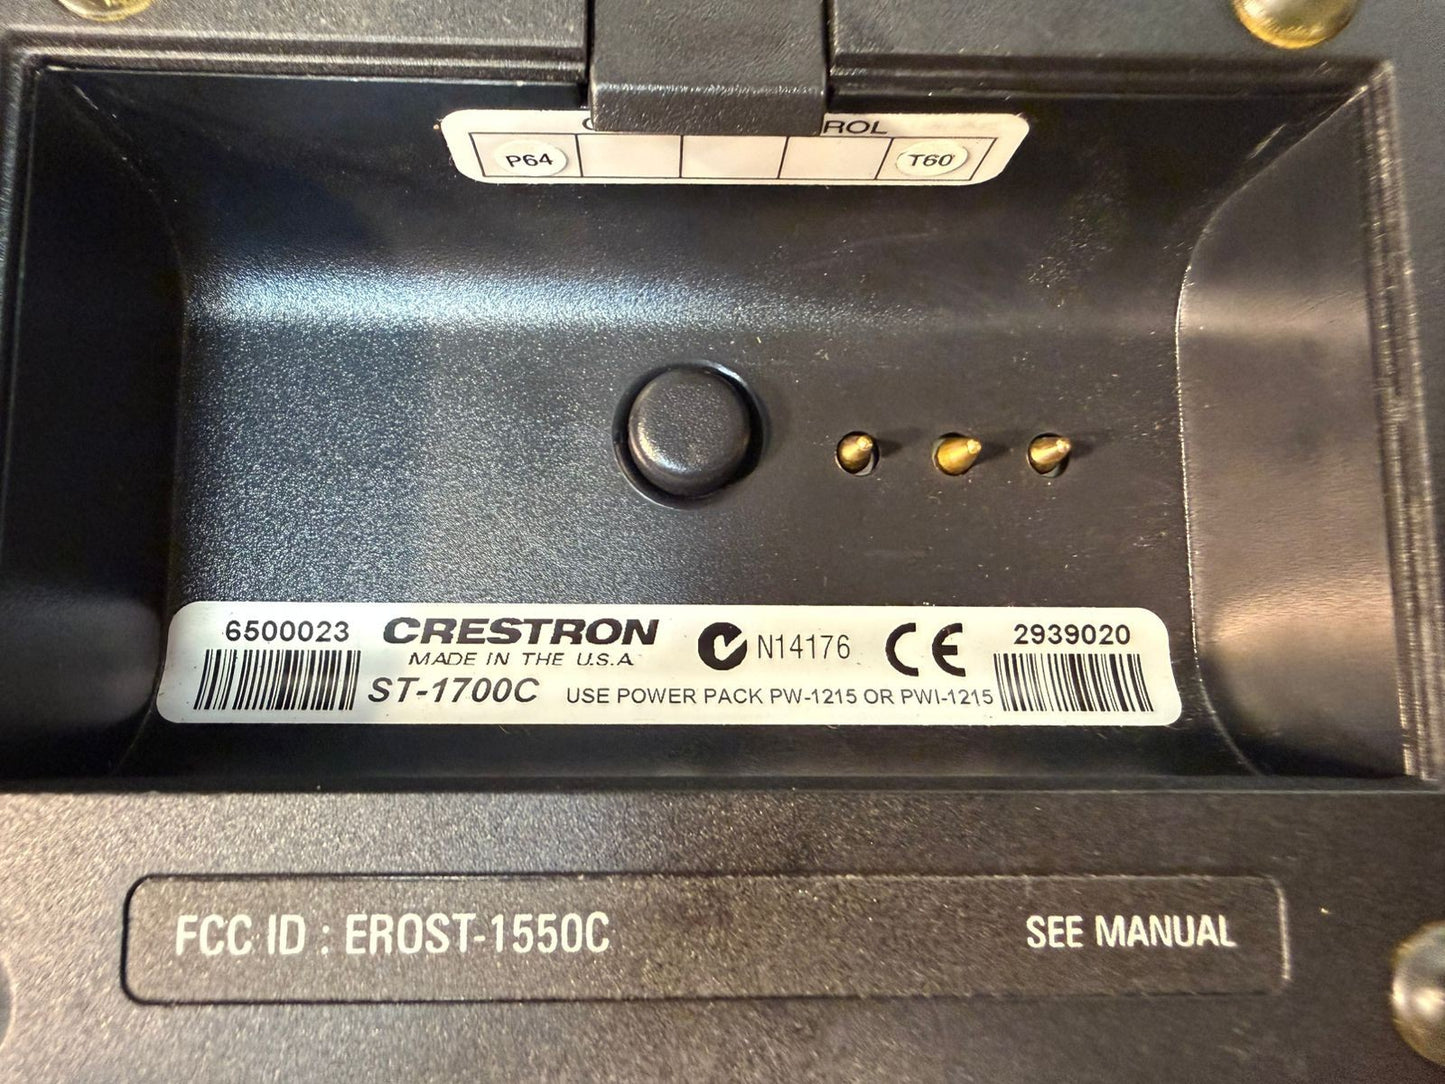 ROL
P64 T60
6500023 CRESTRON N14176 CE 2939020
MADE IN THE U.S.A
ST-1700C USE POWER PACK PW-1215 OR PWI-1215
FCC ID : EROST-1550C SEE MANUAL